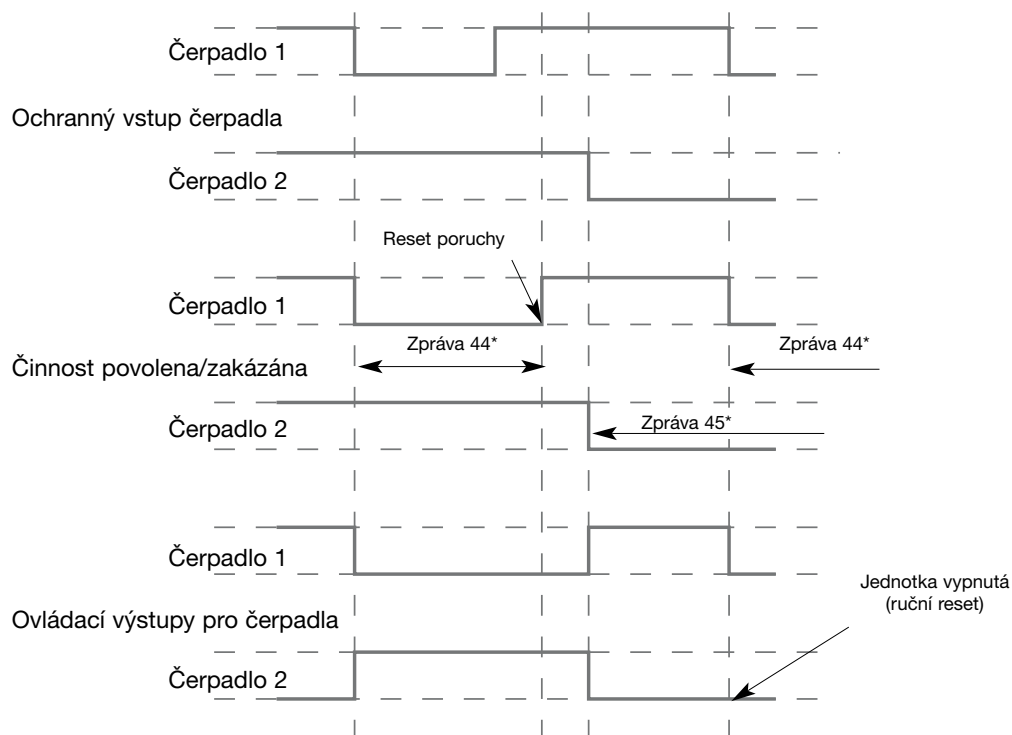 Čerpadlo 1
Ochranný vstup čerpadla
Čerpadlo 2
Reset poruchy
Čerpadlo 1
Zpráva 44*
Zpráva 44*
Činnost povolena/zakázána
Čerpadlo 2
Zpráva 45*
Čerpadlo 1
Jednotka vypnutá
(ruční reset)
Ovládací výstupy pro čerpadla
Čerpadlo 2